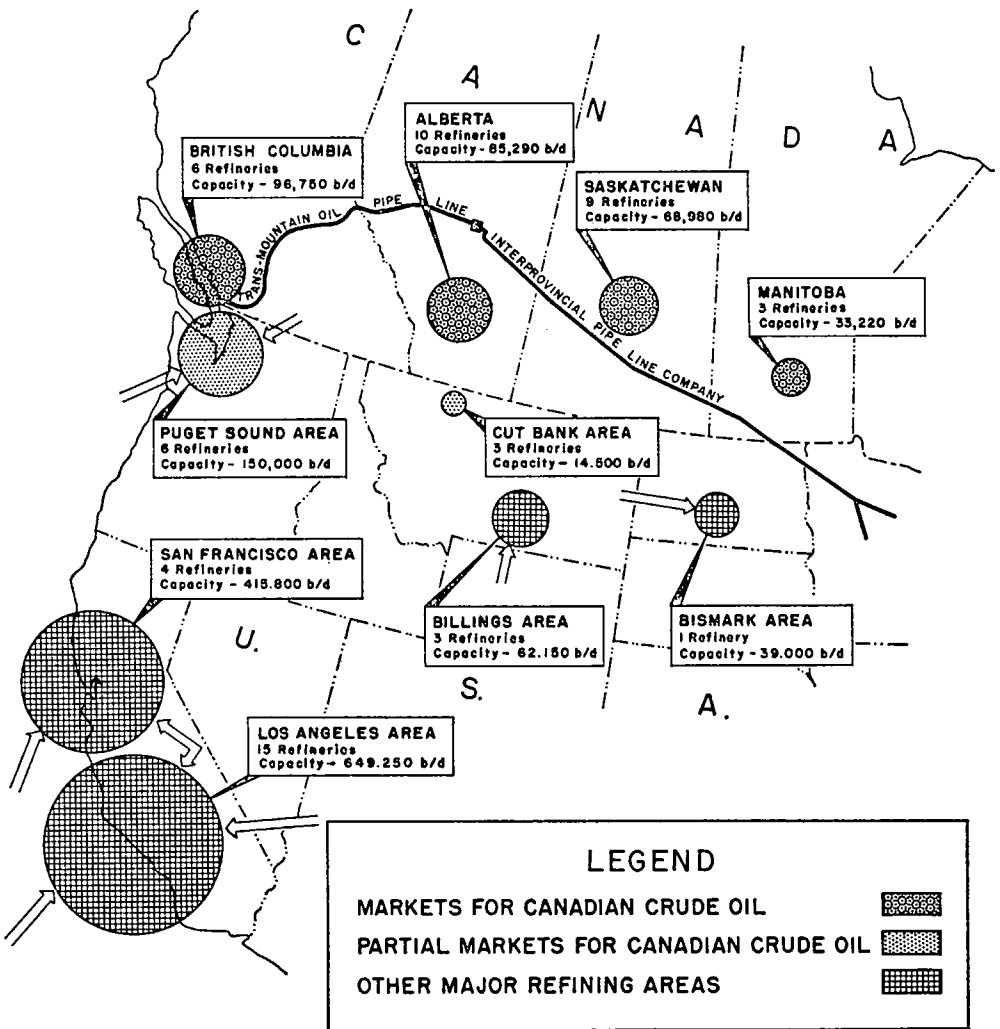 C A N A D A
ALBERTA
10 Refineries
Capacity - 85,290 b/d
BRITISH COLUMBIA
6 Refineries
Capacity - 96,750 b/d
SASKATCHEWAN
9 Refineries
Capacity - 68,980 b/d
TRANS-MOUNTAIN OIL PIPE LINE
INTERPROVINCIAL PIPE LINE COMPANY
MANITOBA
3 Refineries
Capacity - 33,220 b/d
PUGET SOUND AREA
6 Refineries
Capacity - 150,000 b/d
CUT BANK AREA
3 Refineries
Capacity - 14.500 b/d
SAN FRANCISCO AREA
4 Refineries
Capacity - 415.800 b/d
BILLINGS AREA
3 Refineries
Capacity - 62.150 b/d
BISMARK AREA
1 Refinery
Capacity - 39.000 b/d
U. S. A.
LOS ANGELES AREA
15 Refineries
Capacity - 649.250 b/d
LEGEND
MARKETS FOR CANADIAN CRUDE OIL
PARTIAL MARKETS FOR CANADIAN CRUDE OIL
OTHER MAJOR REFINING AREAS